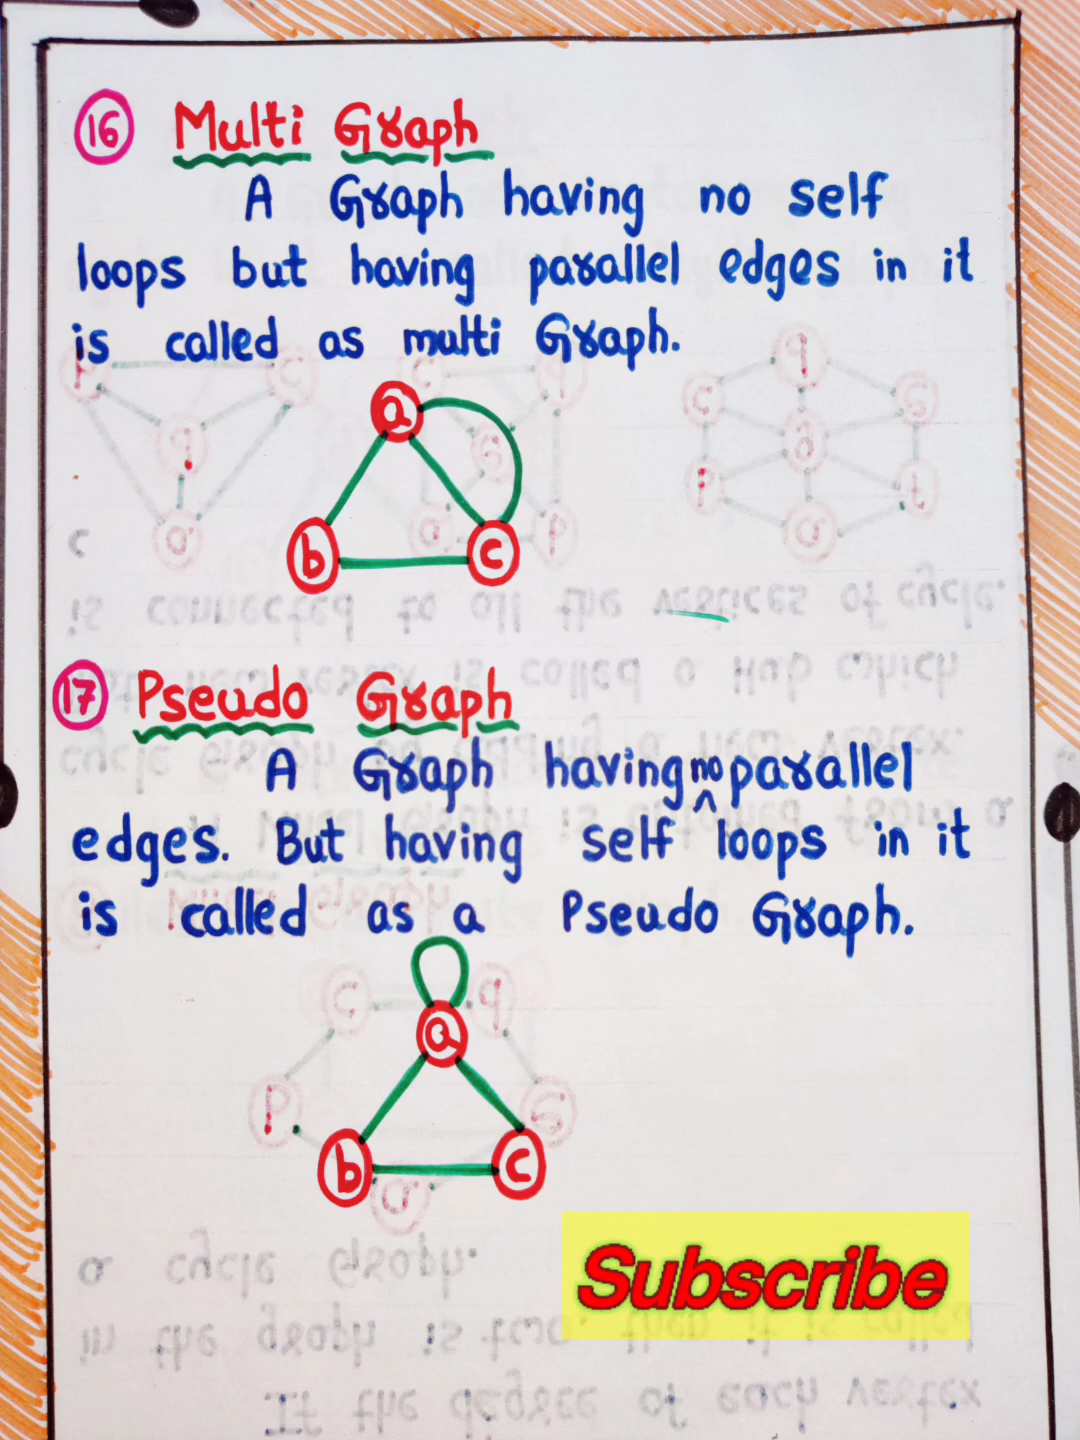 16 Multi Graph
A Graph having no self
loops but having parallel edges in it
is called as multi Graph.
a
b c
17 Pseudo Graph
A Graph having no parallel
edges. But having self loops in it
is called as a Pseudo Graph.
a
b c
Subscribe